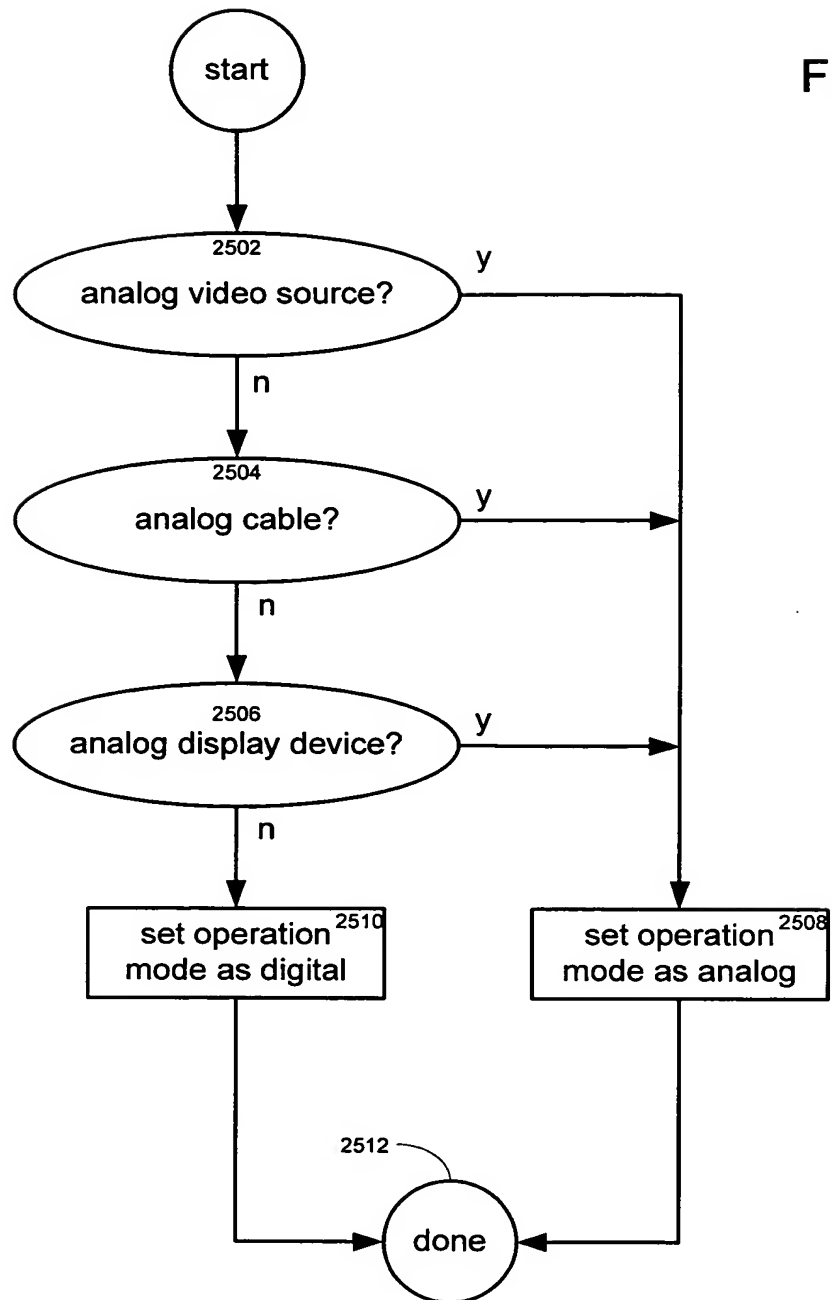 start
F
2502
analog video source?
y
n
2504
analog cable?
y
n
2506
analog display device?
y
n
set operation 2510
mode as digital
set operation 2508
mode as analog
2512
done